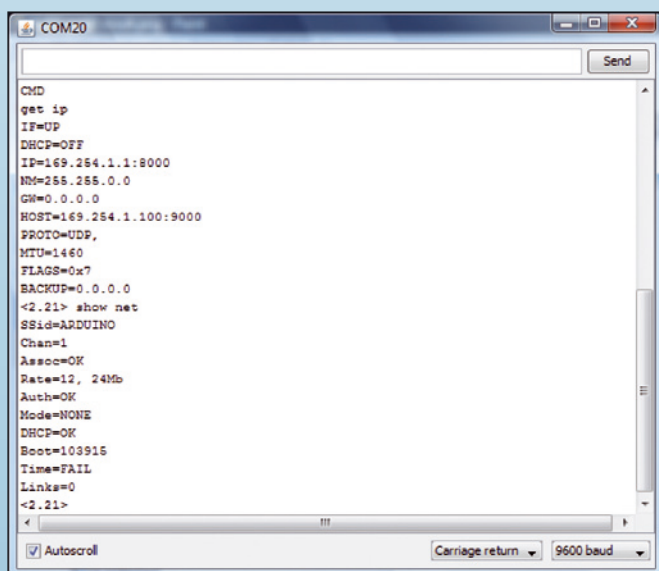 COM20
Send
CMD
get ip
IF=UP
DHCP=OFF
IP=169.254.1.1:8000
NM=255.255.0.0
GW=0.0.0.0
HOST=169.254.1.100:9000
PROTO=UDP,
MTU=1460
FLAGS=0x7
BACKUP=0.0.0.0
<2.21> show net
SSid=ARDUINO
Chan=1
Assoc=OK
Rate=12, 24Mb
Auth=OK
Mode=NONE
DHCP=OK
Boot=103915
Time=FAIL
Links=0
<2.21>
Autoscroll
Carriage return
9600 baud